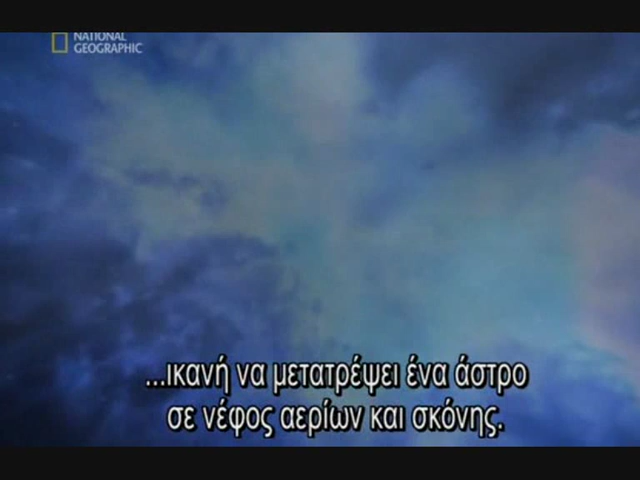 NATIONAL
GEOGRAPHIC
...ικανή να μετατρέψει ένα άστρο
σε νέφος αερίων και σκόνης.